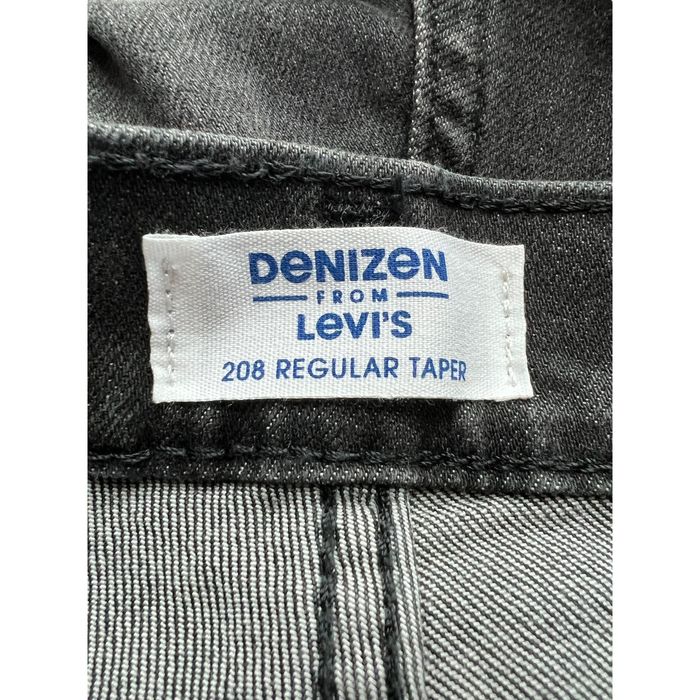 DeNiZeN
FROM
LeVi'S
208 REGULAR TAPER